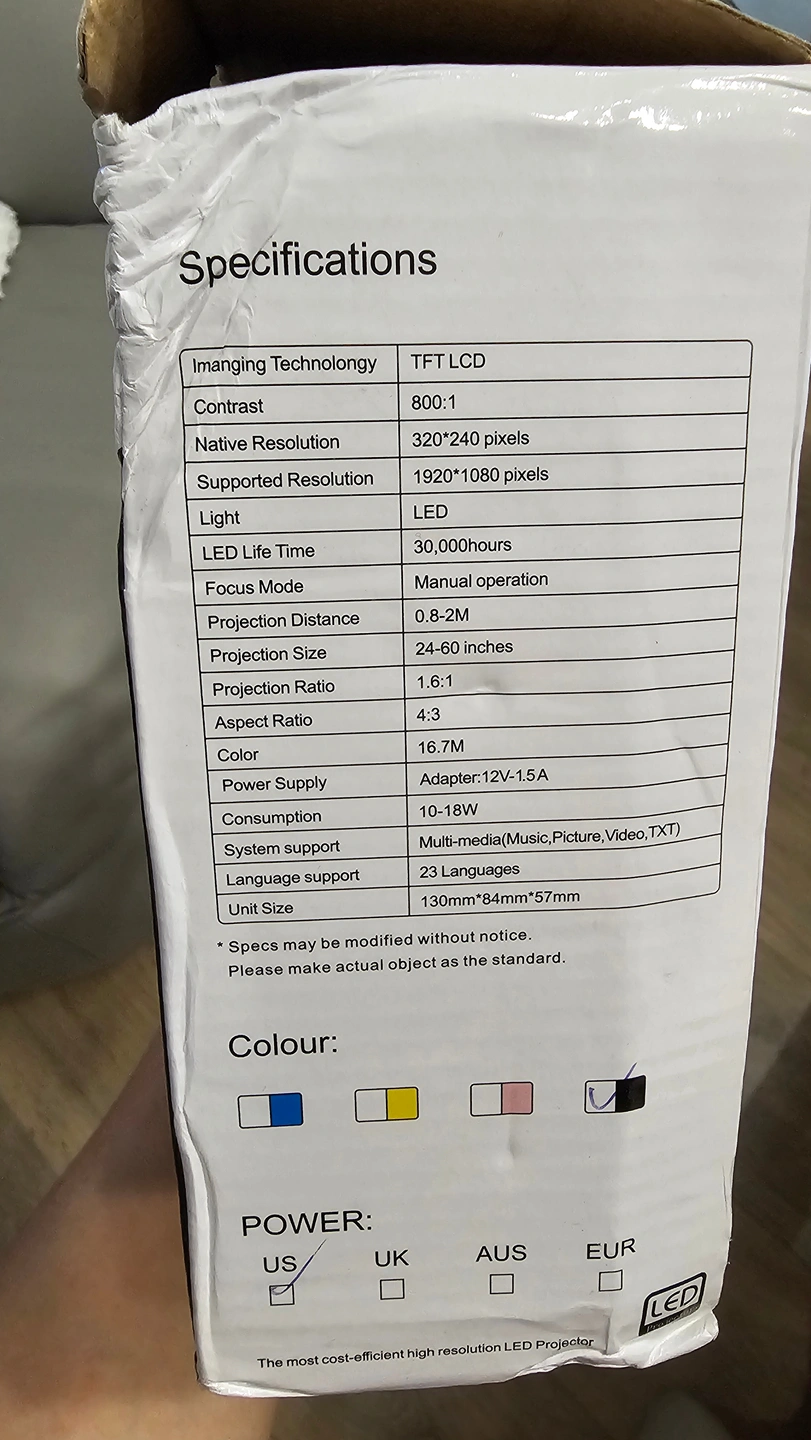 Specifications
Imanging Technolongy TFT LCD
Contrast 800:1
Native Resolution 320*240 pixels
Supported Resolution 1920*1080 pixels
Light LED
LED Life Time 30,000hours
Focus Mode Manual operation
Projection Distance 0.8-2M
Projection Size 24-60 inches
Projection Ratio 1.6:1
Aspect Ratio 4:3
Color 16.7M
Power Supply Adapter:12V-1.5A
Consumption 10-18W
System support Multi-media(Music,Picture,Video,TXT)
Language support 23 Languages
Unit Size 130mm*84mm*57mm
* Specs may be modified without notice.
Please make actual object as the standard.
Colour:
POWER:
US UK AUS EUR
LED
The most cost-efficient high resolution LED Projector